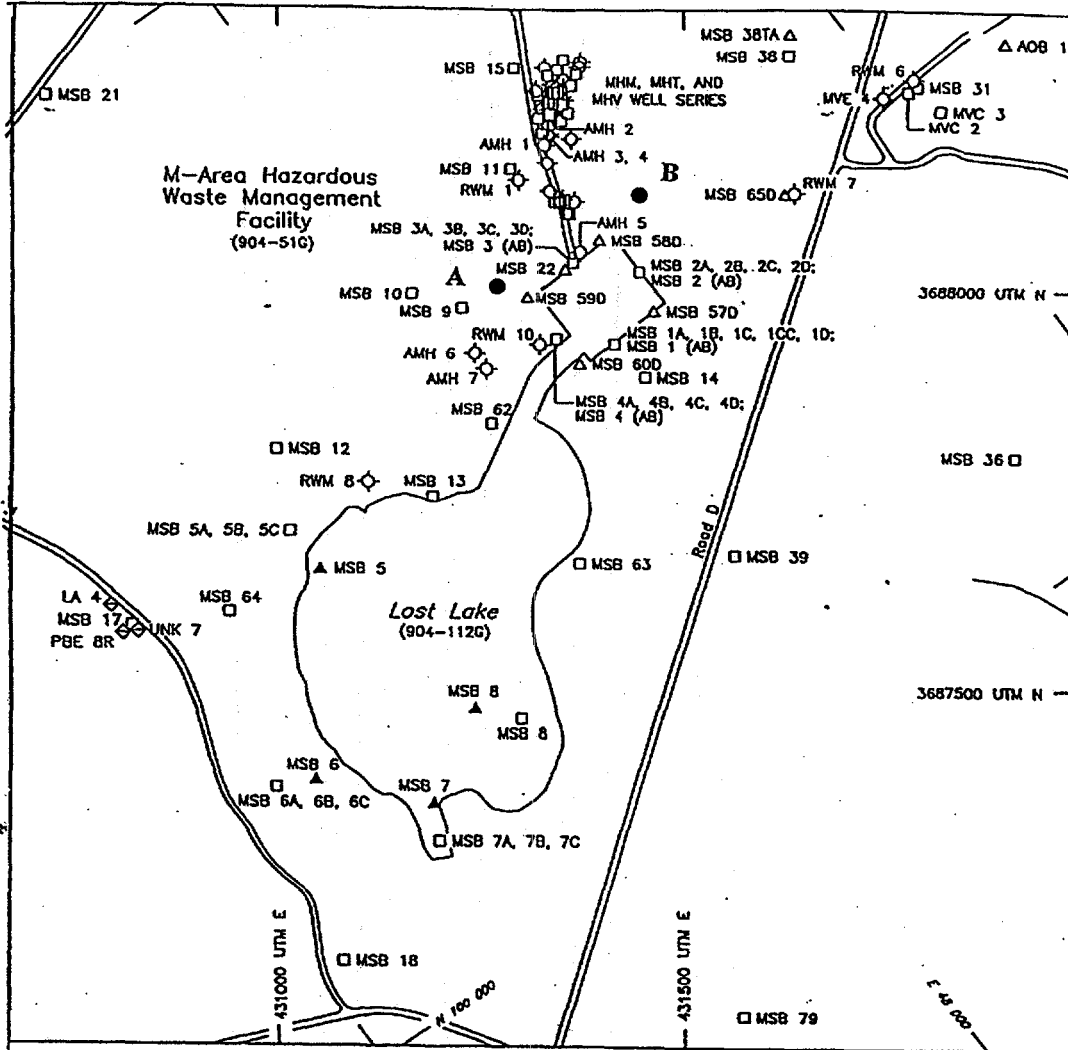 MSB 38TA
AOB 1
MSB 38
MSB 15
RWM 6
MSB 21
MHM, MHT, AND
MHV WELL SERIES
MVE 4
MSB 31
MVC 3
MVC 2
AMH 2
AMH 1
AMH 3, 4
M-Area Hazardous
Waste Management
Facility
(904-51G)
MSB 11
RWM 1
B
MSB 65D
RWM 7
MSB 3A, 3B, 3C, 3D;
MSB 3 (AB)
AMH 5
MSB 58D
MSB 22
MSB 2A, 2B, 2C, 2D;
MSB 2 (AB)
A
MSB 10
MSB 59D
3688000 UTM N
MSB 9
MSB 57D
RWM 10
MSB 1A, 1B, 1C, 1CC, 1D;
MSB 1 (AB)
AMH 6
AMH 7
MSB 60D
MSB 14
MSB 4A, 4B, 4C, 4D;
MSB 4 (AB)
MSB 62
MSB 12
MSB 36
RWM 8
MSB 13
MSB 5A, 5B, 5C
Road D
MSB 39
MSB 5
MSB 63
LA 4
MSB 64
MSB 17
UNK 7
PBE 8R
Lost Lake
(904-112G)
MSB 8
3687500 UTM N
MSB 8
MSB 6
MSB 6A, 6B, 6C
MSB 7
MSB 7A, 7B, 7C
431000 UTM E
431500 UTM E
MSB 18
N 100 000
E 48 000
MSB 79